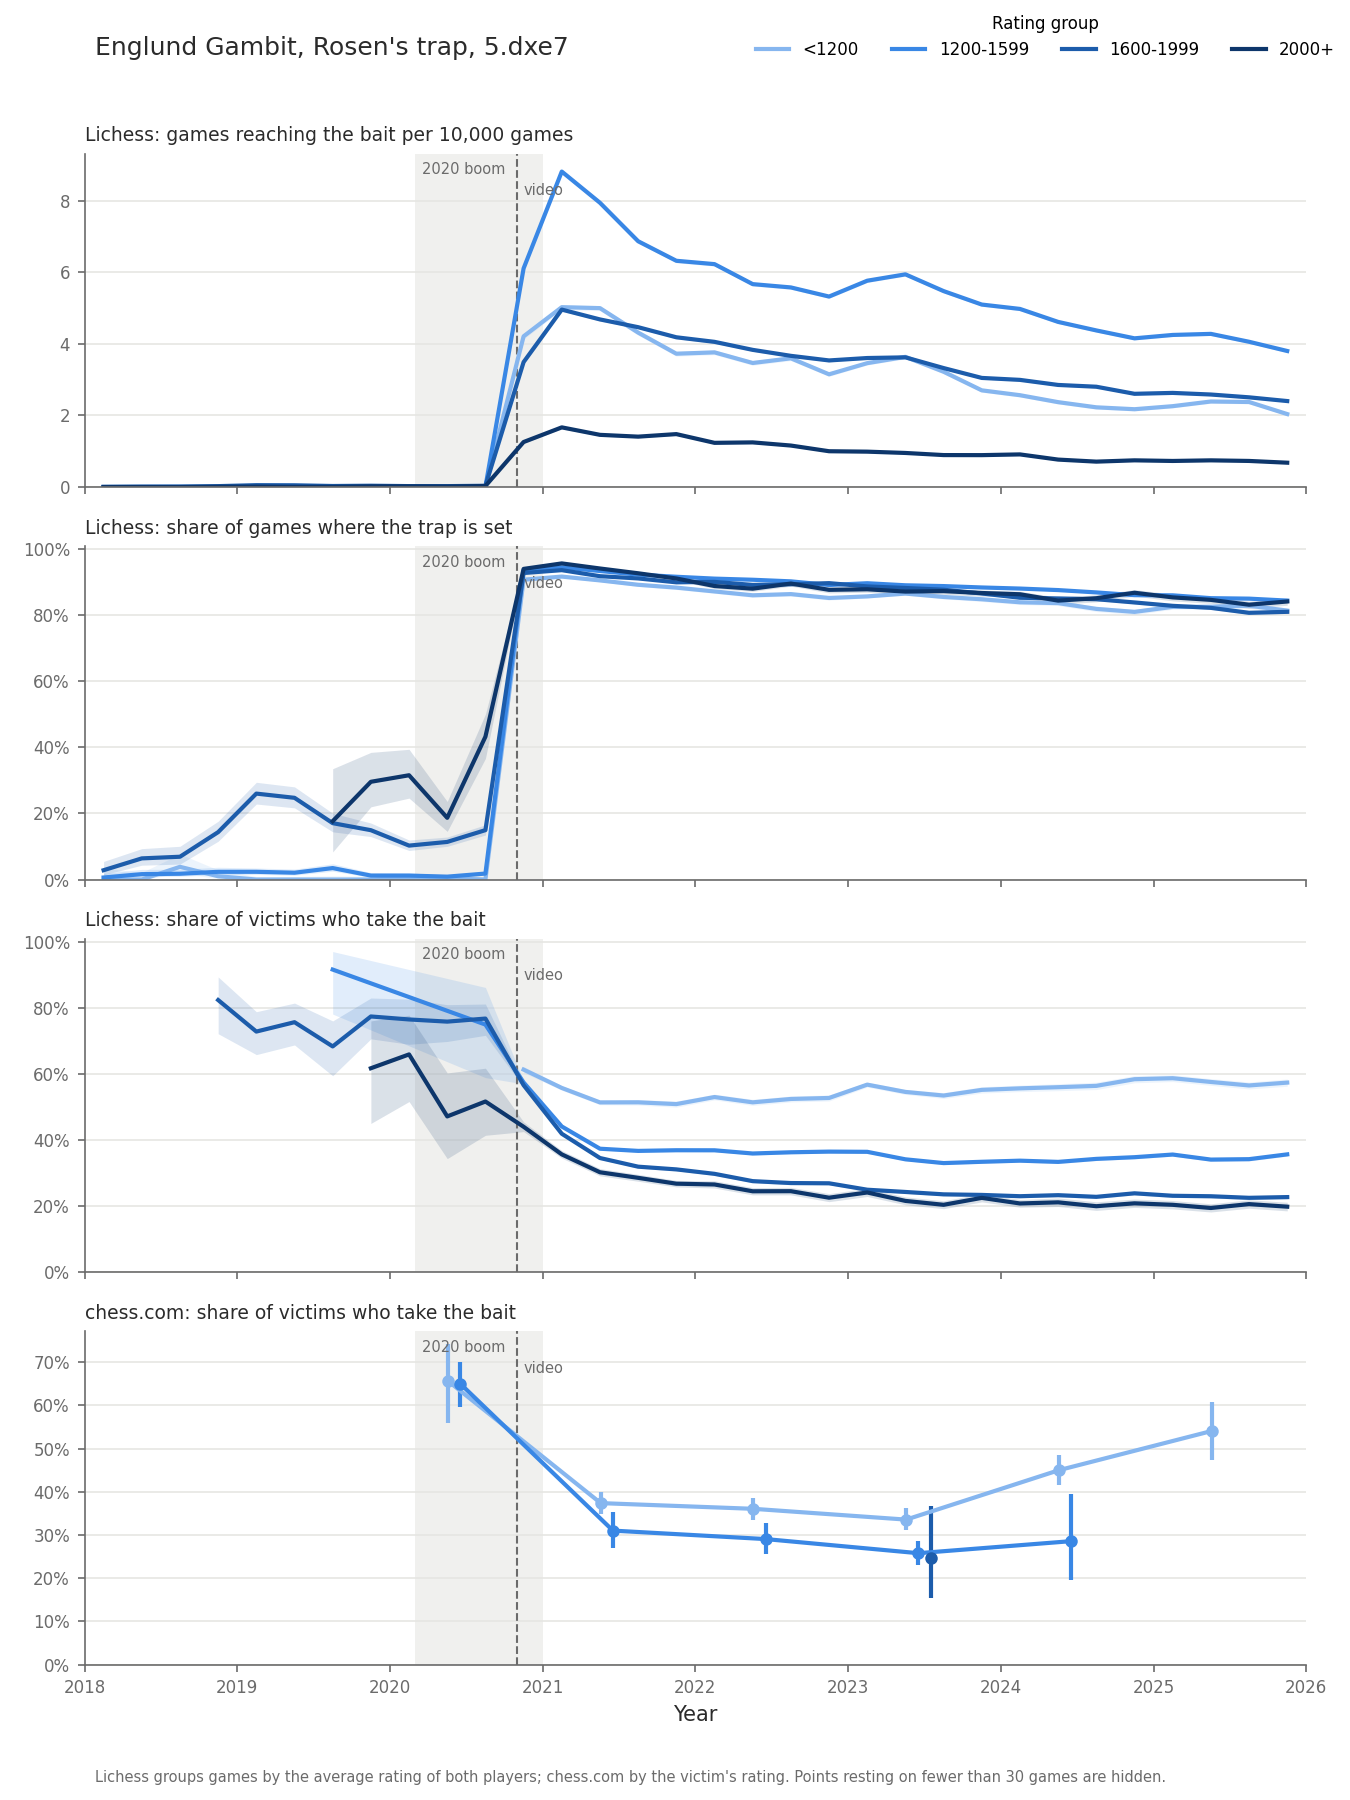 Englund Gambit, Rosen's trap, 5.dxe7
Rating group
<1200 1200-1599 1600-1999 2000+
Lichess: games reaching the bait per 10,000 games
2020 boom
video
8
6
4
2
0
Lichess: share of games where the trap is set
100%
2020 boom
video
80%
60%
40%
20%
0%
Lichess: share of victims who take the bait
100%
2020 boom
video
80%
60%
40%
20%
0%
chess.com: share of victims who take the bait
2020 boom
video
70%
60%
50%
40%
30%
20%
10%
0%
2018 2019 2020 2021 2022 2023 2024 2025 2026
Year
Lichess groups games by the average rating of both players; chess.com by the victim's rating. Points resting on fewer than 30 games are hidden.